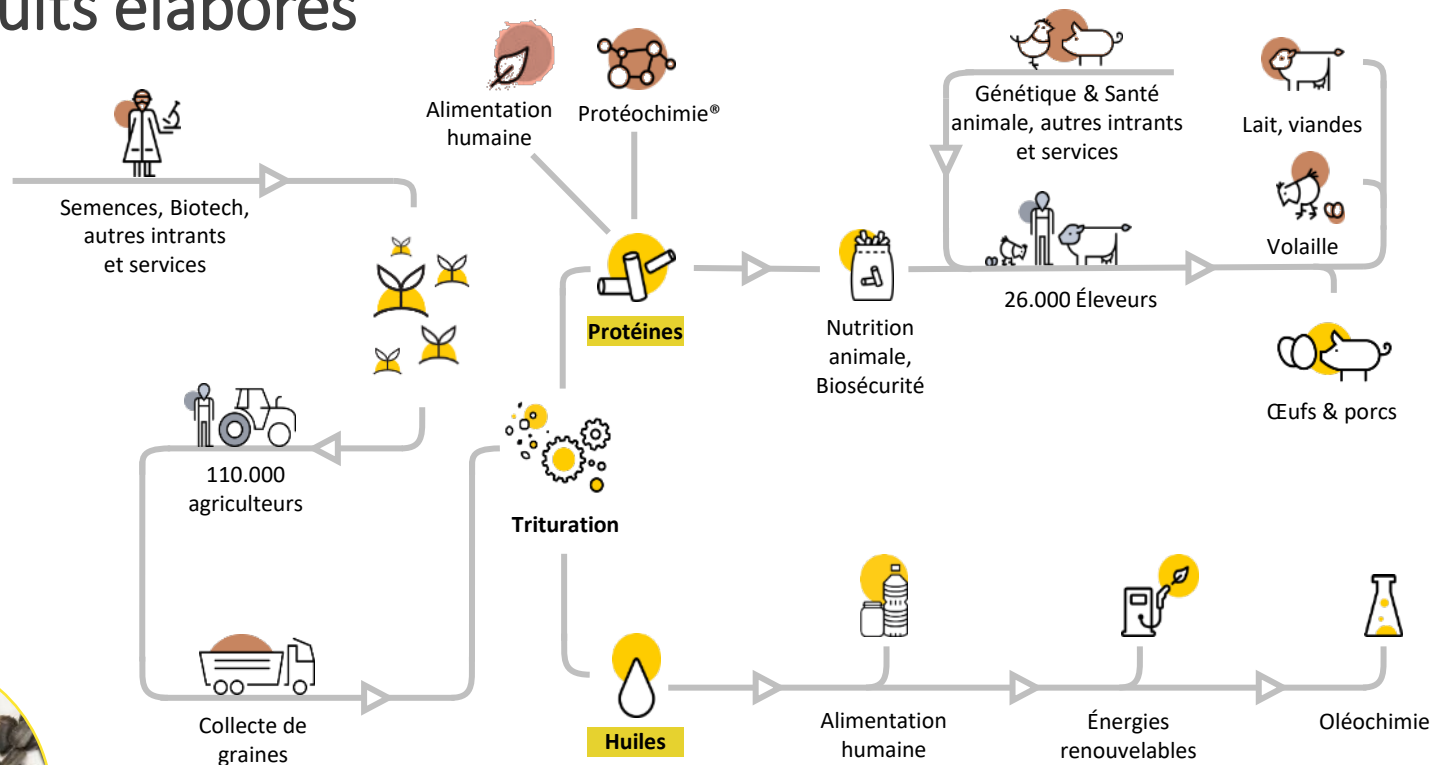 uits élaborés
Alimentation
humaine
Protéochimie®
Génétique & Santé
animale, autres intrants
et services
Lait, viandes
Semences, Biotech,
autres intrants
et services
Volaille
26.000 Éleveurs
Protéines
Nutrition
animale,
Biosécurité
Œufs & porcs
110.000
agriculteurs
Trituration
Collecte de
graines
Huiles
Alimentation
humaine
Énergies
renouvelables
Oléochimie